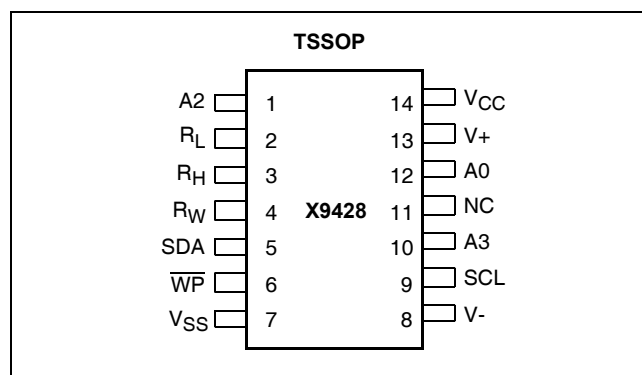 TSSOP
A2 1 14 VCC
RL 2 13 V+
RH 3 12 A0
RW 4 X9428 11 NC
SDA 5 10 A3
W̅P̅ 6 9 SCL
VSS 7 8 V-